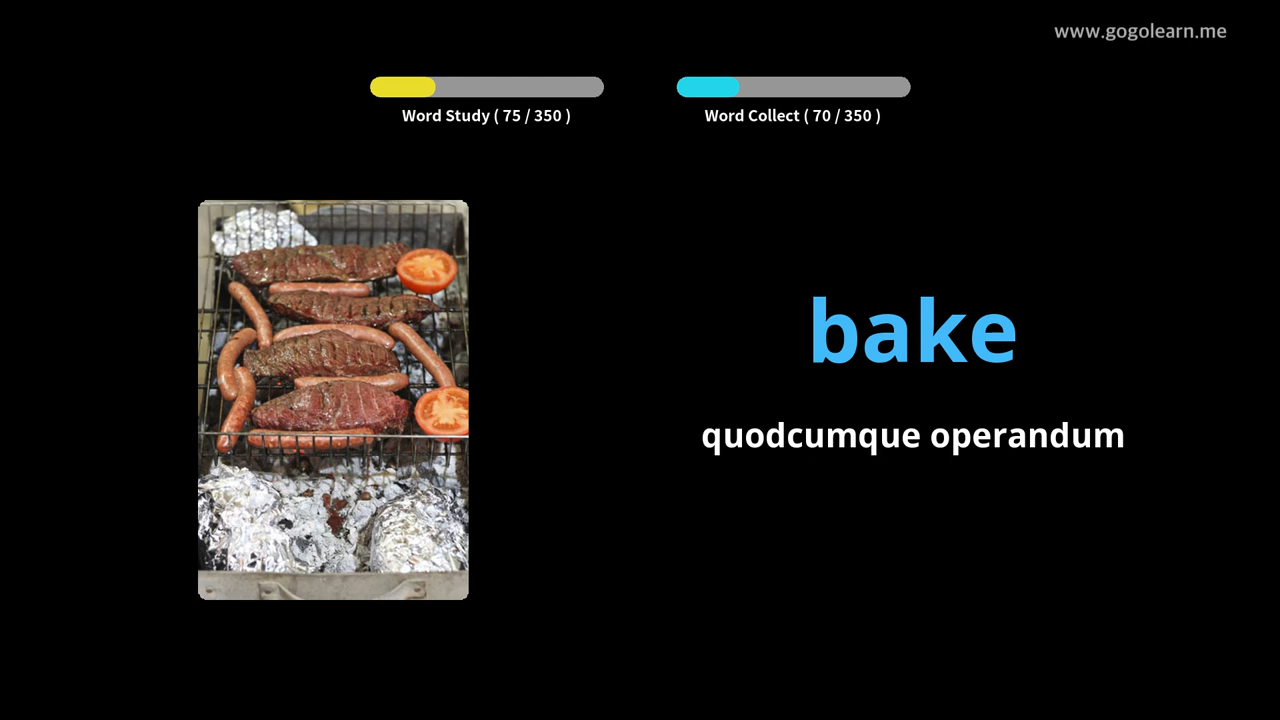 www.gogolearn.me
Word Study ( 75 / 350 )
Word Collect ( 70 / 350 )
bake
quodcumque operandum